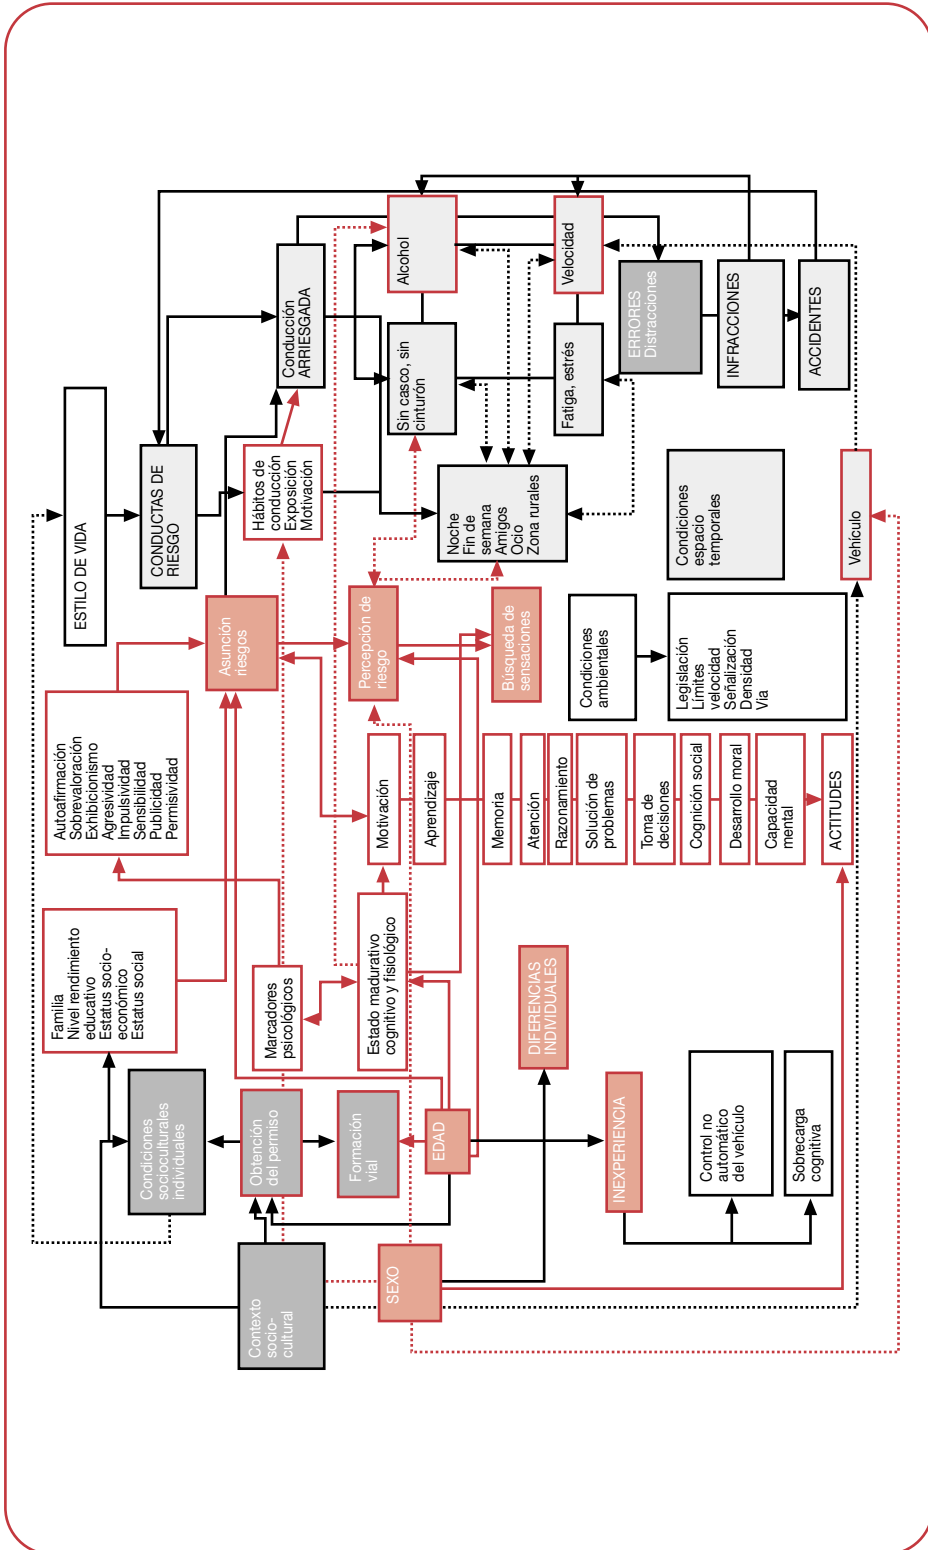 Contexto
socio-
cultural
SEXO
Condiciones
socioculturales
individuales
Obtención
del permiso
Formación
vial
EDAD
INEXPERIENCIA
Control no
automático
del vehículo
Sobrecarga
cognitiva
Familia
Nivel rendimiento
educativo
Estatus socio-
económico
Estatus social
Marcadores
psicológicos
Estado madurativo
cognitivo y fisiológico
DIFERENCIAS
INDIVIDUALES
Autoafirmación
Sobrevaloración
Exhibicionismo
Agresividad
Impulsividad
Sensibilidad
Publicidad
Permisividad
Motivación
Aprendizaje
Memoria
Atención
Razonamiento
Solución de
problemas
Toma de
decisiones
Cognición social
Desarrollo moral
Capacidad
mental
ACTITUDES
ESTILO DE VIDA
Asunción
riesgos
Percepción de
riesgo
Búsqueda de
sensaciones
Condiciones
ambientales
Legislación
Límites
velocidad
Señalización
Densidad
Via
CONDUCTAS DE
RIESGO
Hábitos de
conducción
Exposición
Motivación
Noche
Fin de
semana
Amigos
Ocio
Zona rurales
Condiciones
espacio
temporales
Vehículo
Conducción
ARRIESGADA
Sin casco, sin
cinturón
Fatiga, estrés
Alcohol
Velocidad
ERRORES
Distracciones
INFRACCIONES
ACCIDENTES